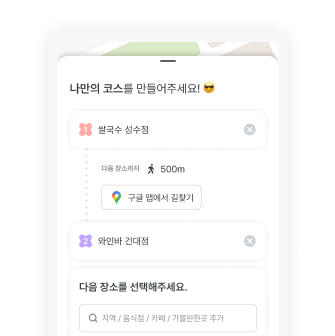 나만의 코스를 만들어주세요! 😎
1 쌀국수 성수점
다음 장소까지 500m
구글 맵에서 길찾기
2 와인바 건대점
다음 장소를 선택해주세요.
지역 / 음식점 / 카페 / 가볼만한곳 추가